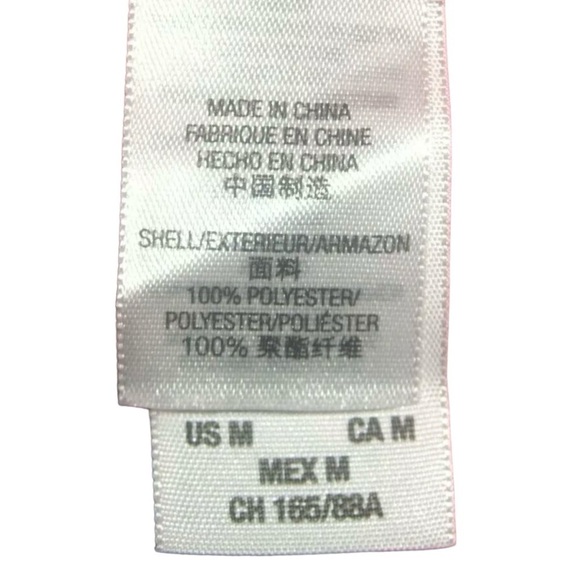 MADE IN CHINA
FABRIQUE EN CHINE
HECHO EN CHINA
中国制造
SHELL/EXTERIEUR/ARMAZON
面料
100% POLYESTER/
POLYESTER/POLIÉSTER
100% 聚酯纤维
US M CA M
MEX M
CH 165/88A